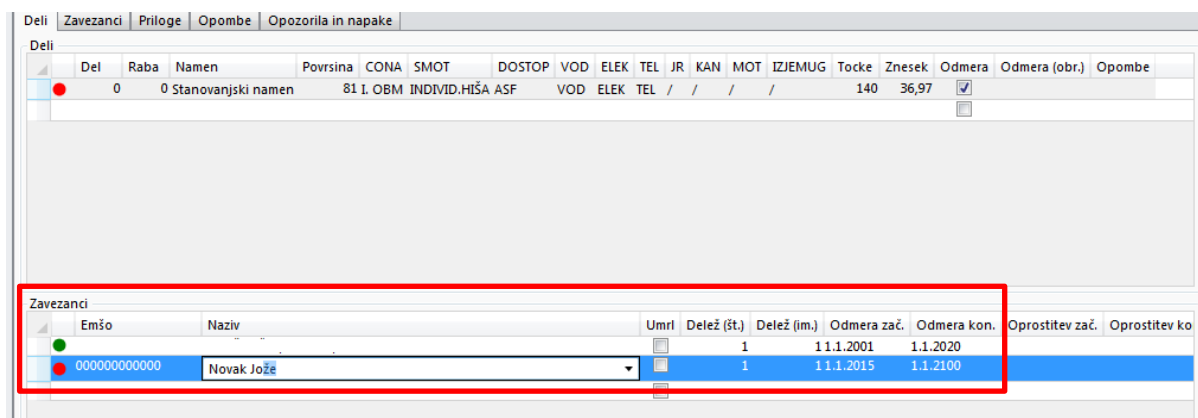 Deli Zavezanci Priloge Opombe Opozorila in napake
Deli
Del Raba Namen Povrsina CONA SMOT DOSTOP VOD ELEK TEL JR KAN MOT IZJEMUG Tocke Znesek Odmera Odmera (obr.) Opombe
0 0 Stanovanjski namen 81 I. OBM INDIVID.HIŠA ASF VOD ELEK TEL / / / / 140 36,97
Zavezanci
Emšo Naziv Umrl Delež (št.) Delež (im.) Odmera zač. Odmera kon. Oprostitev zač. Oprostitev ko
1 1 1.1.2001 1.1.2020
000000000000 Novak Jože 1 1 1.1.2015 1.1.2100